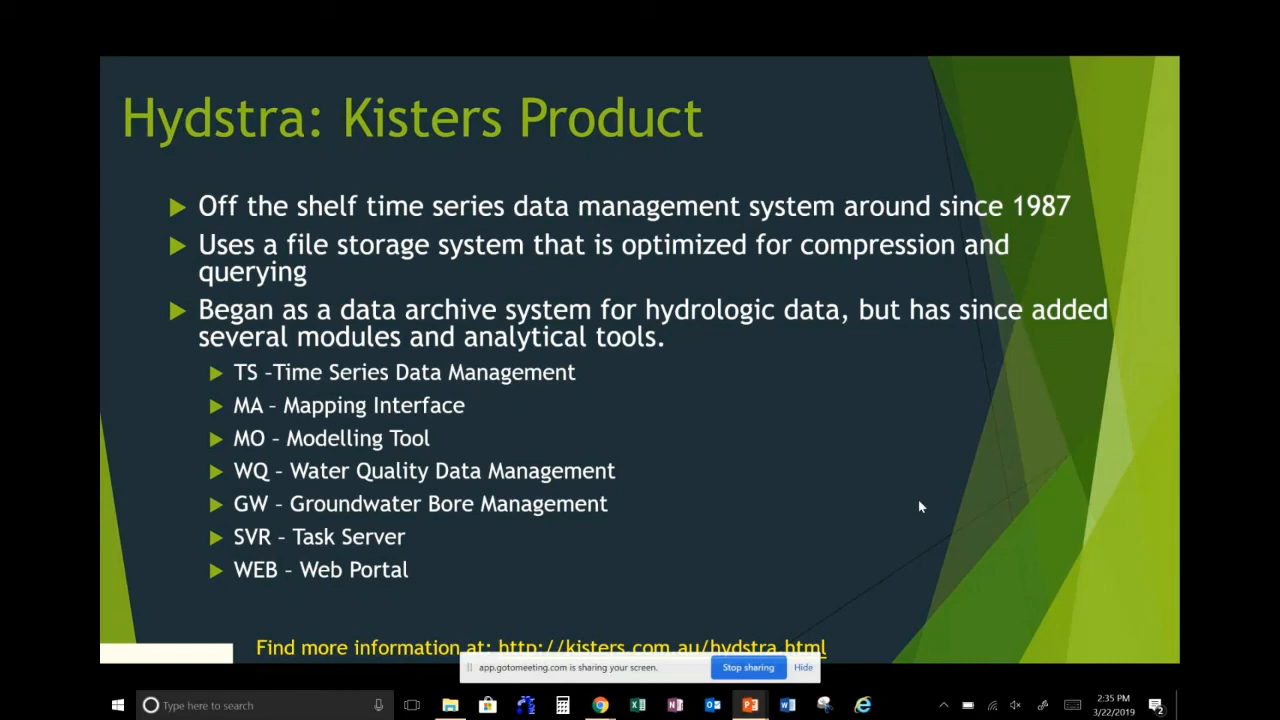 Hydstra: Kisters Product
Off the shelf time series data management system around since 1987
Uses a file storage system that is optimized for compression and
querying
Began as a data archive system for hydrologic data, but has since added
several modules and analytical tools.
TS –Time Series Data Management
MA – Mapping Interface
MO – Modelling Tool
WQ – Water Quality Data Management
GW – Groundwater Bore Management
SVR – Task Server
WEB – Web Portal
Find more information at: http://kisters.com.au/hydstra.html
app.gotomeeting.com is sharing your screen. Stop sharing Hide
Type here to search
2:35 PM
3/22/2019
2